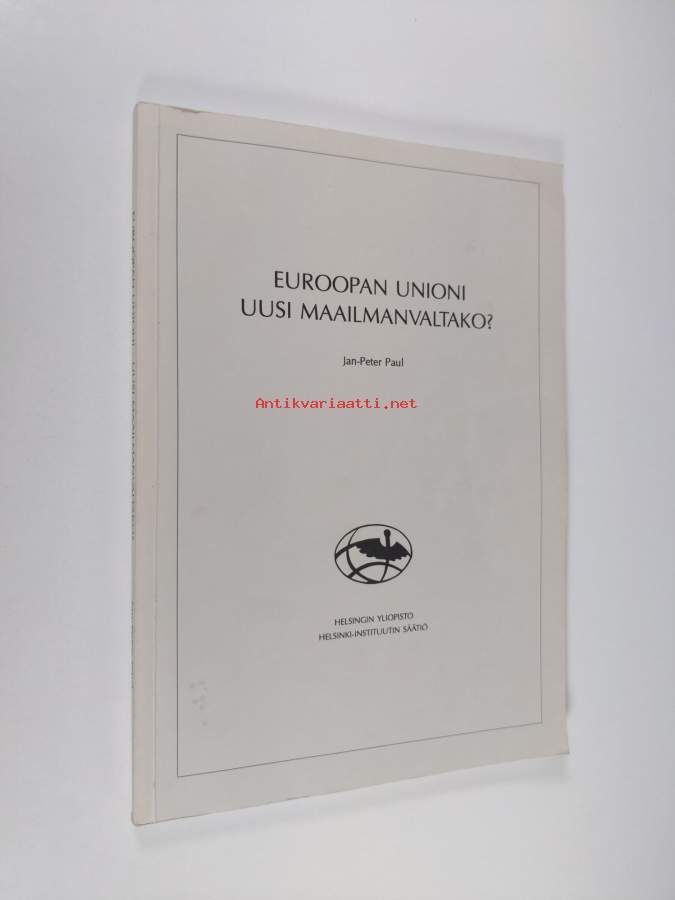 EUROOPAN UNIONI
UUSI MAAILMANVALTAKO?
Jan-Peter Paul
Antikvariaatti.net
HELSINGIN YLIOPISTO
HELSINKI-INSTITUUTIN SÄÄTIÖ